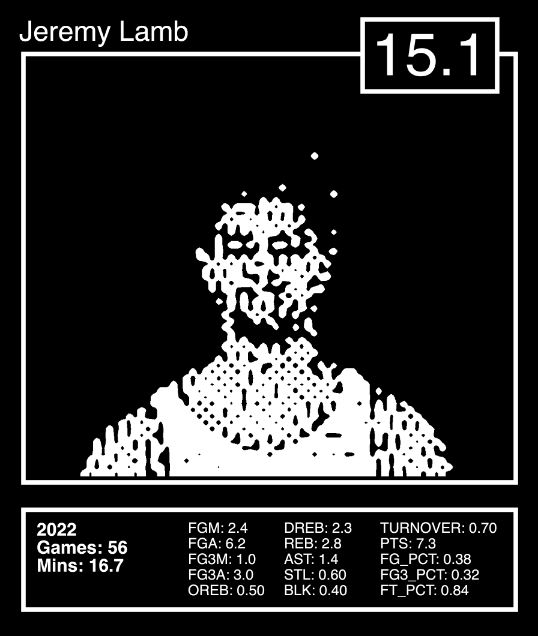 Jeremy Lamb
15.1
2022
Games: 56
Mins: 16.7
FGM: 2.4
FGA: 6.2
FG3M: 1.0
FG3A: 3.0
OREB: 0.50
DREB: 2.3
REB: 2.8
AST: 1.4
STL: 0.60
BLK: 0.40
TURNOVER: 0.70
PTS: 7.3
FG_PCT: 0.38
FG3_PCT: 0.32
FT_PCT: 0.84